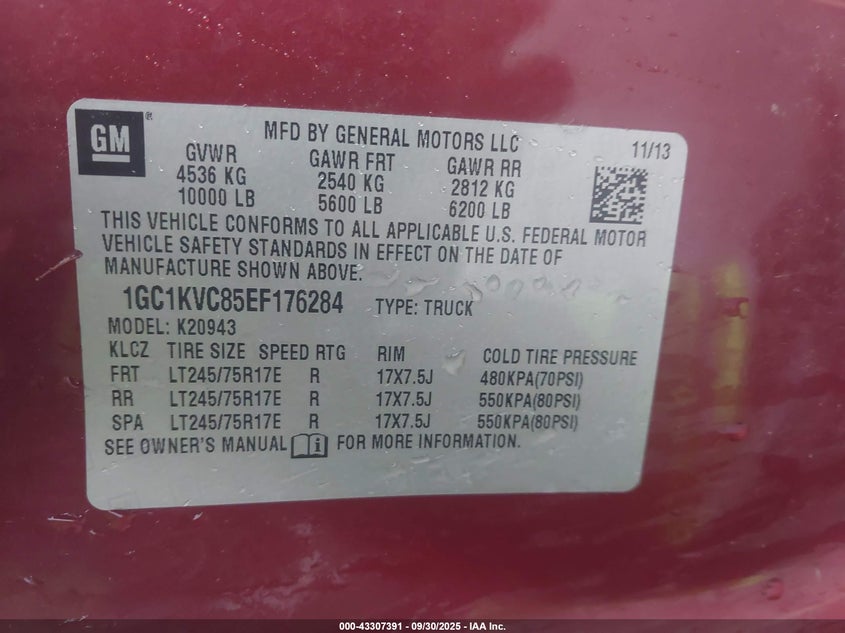 GM
MFD BY GENERAL MOTORS LLC
11/13
GVWR GAWR FRT GAWR RR
4536 KG 2540 KG 2812 KG
10000 LB 5600 LB 6200 LB
THIS VEHICLE CONFORMS TO ALL APPLICABLE U.S. FEDERAL MOTOR
VEHICLE SAFETY STANDARDS IN EFFECT ON THE DATE OF
MANUFACTURE SHOWN ABOVE.
1GC1KVC85EF176284 TYPE: TRUCK
MODEL: K20943
KLCZ TIRE SIZE SPEED RTG RIM COLD TIRE PRESSURE
FRT LT245/75R17E R 17X7.5J 480KPA(70PSI)
RR LT245/75R17E R 17X7.5J 550KPA(80PSI)
SPA LT245/75R17E R 17X7.5J 550KPA(80PSI)
SEE OWNER'S MANUAL FOR MORE INFORMATION.
000-43307391 - 09/30/2025 - IAA Inc.